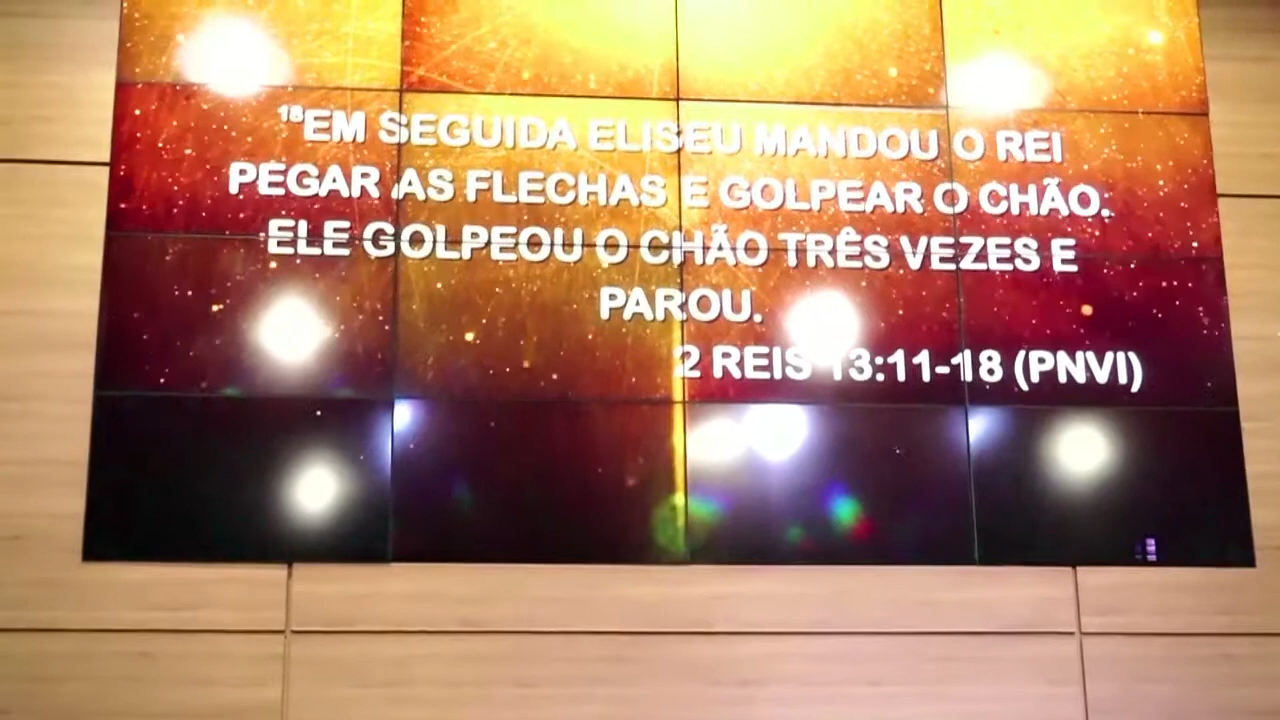 ¹⁸EM SEGUIDA ELISEU MANDOU O REI
PEGAR AS FLECHAS E GOLPEAR O CHÃO.
ELE GOLPEOU O CHÃO TRÊS VEZES E
PAROU.
2 REIS 13:11-18 (PNVI)